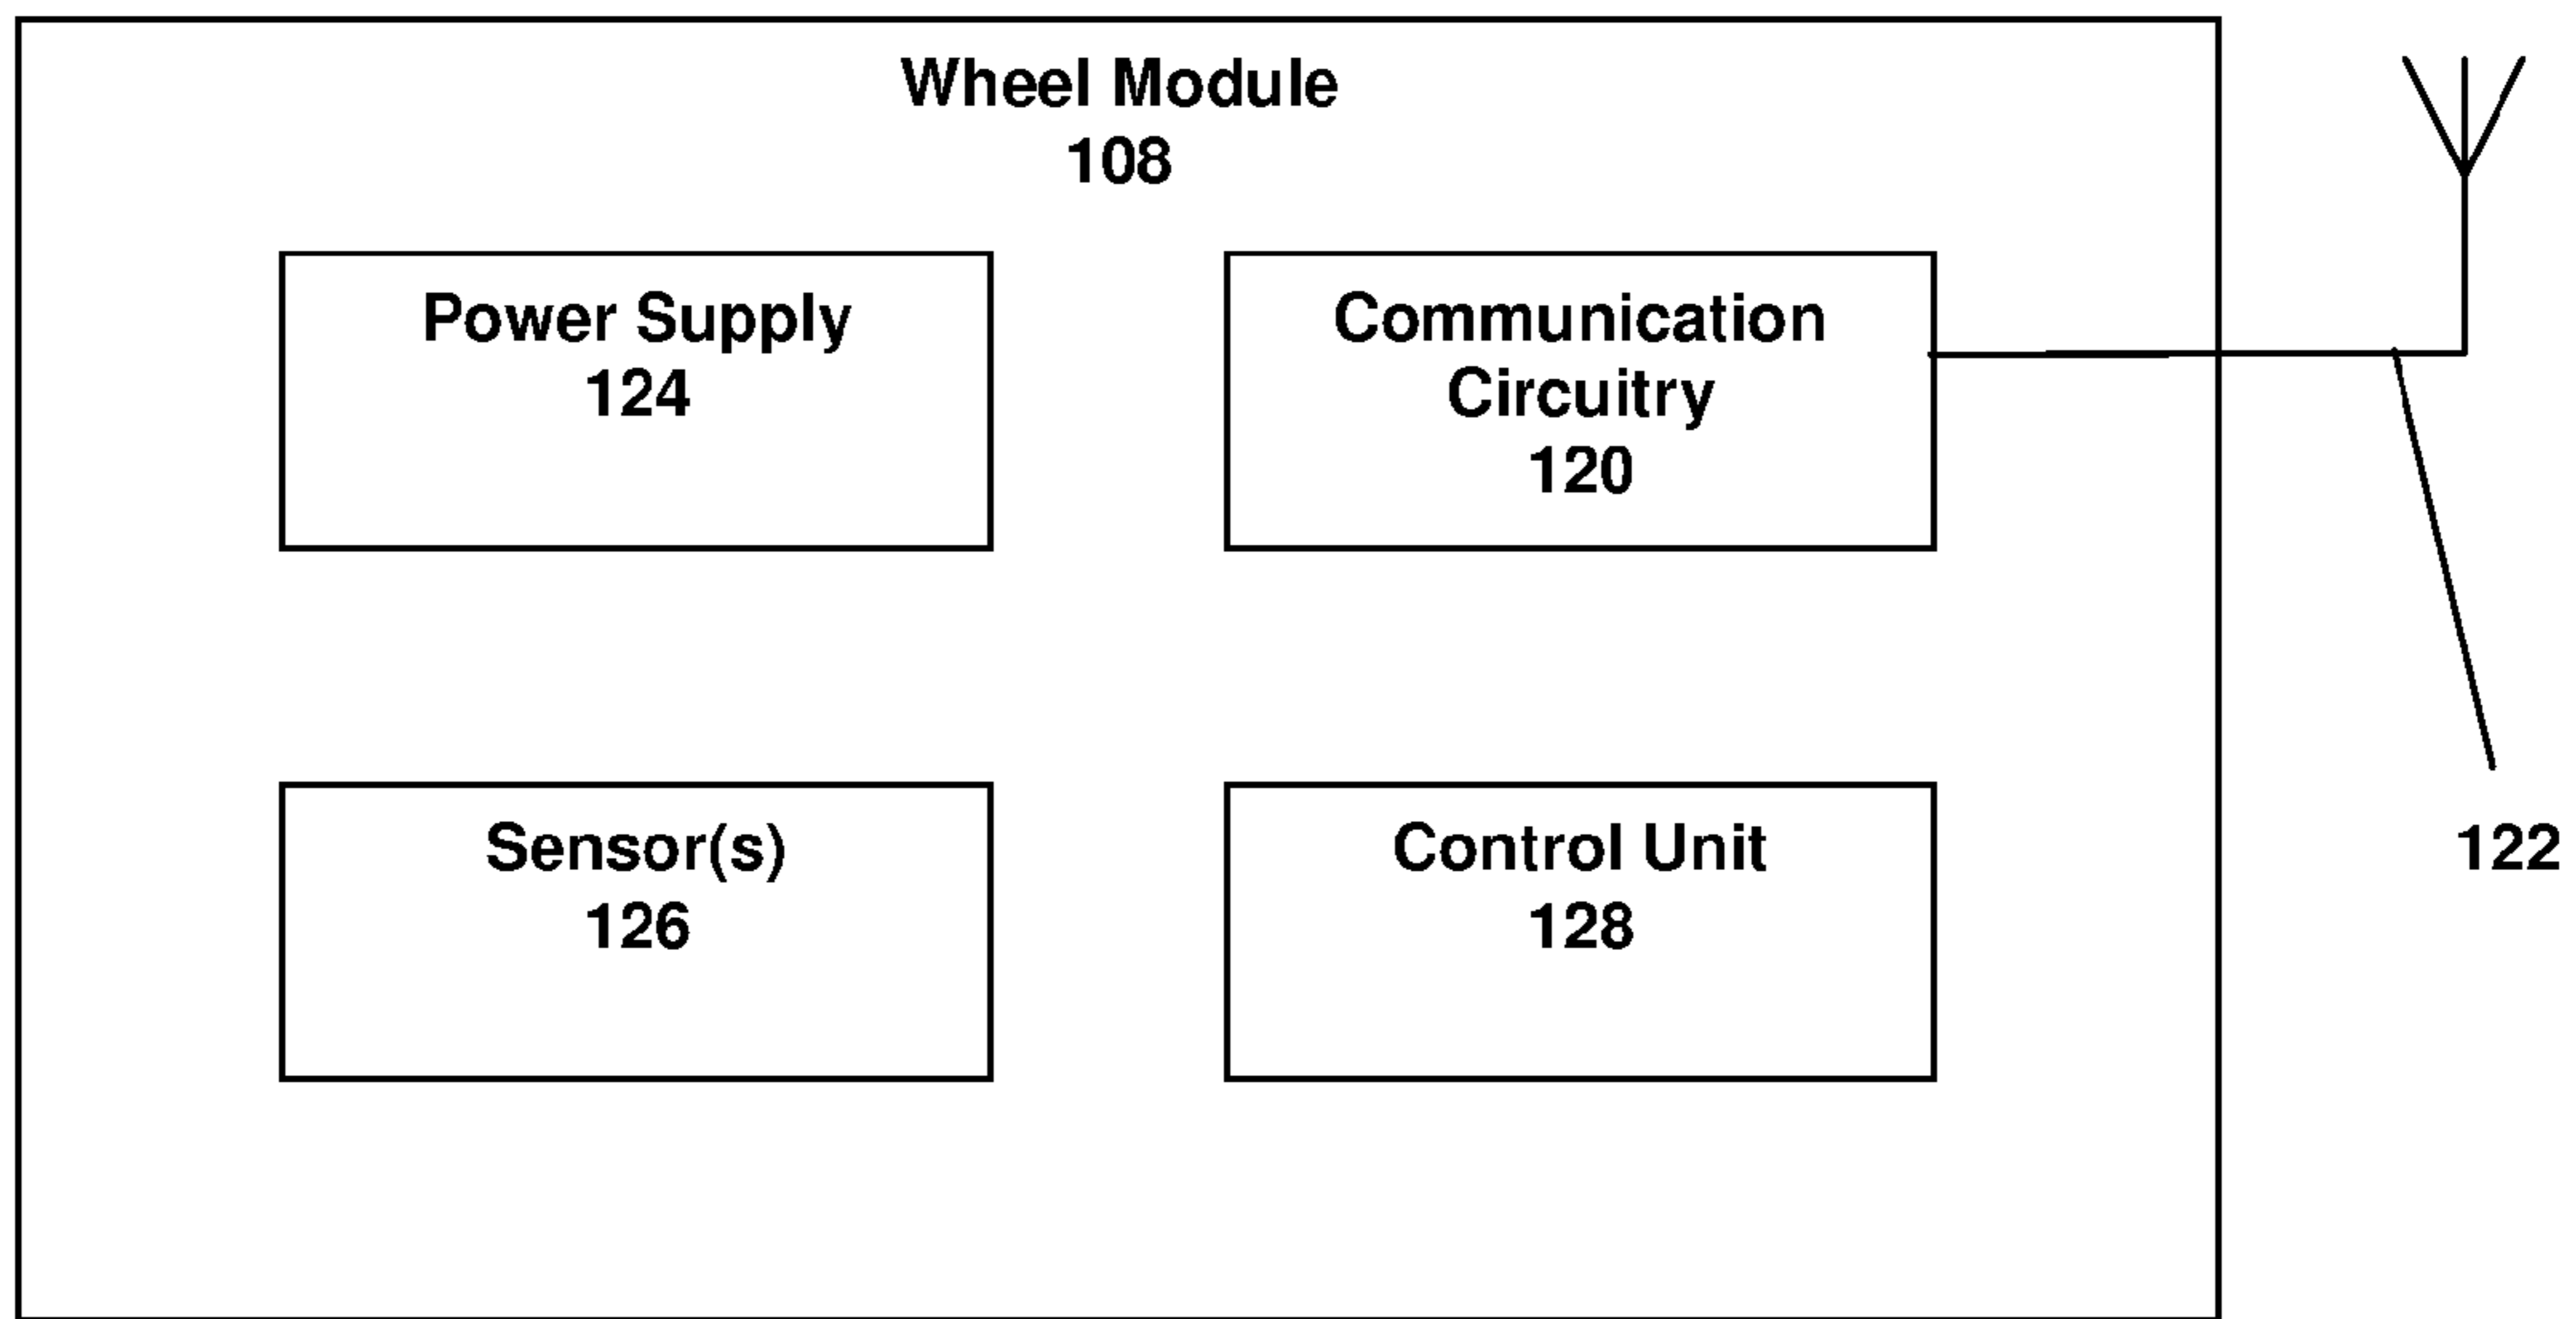 Wheel Module
108
Power Supply
124
Communication
Circuitry
120
Sensor(s)
126
Control Unit
128
122